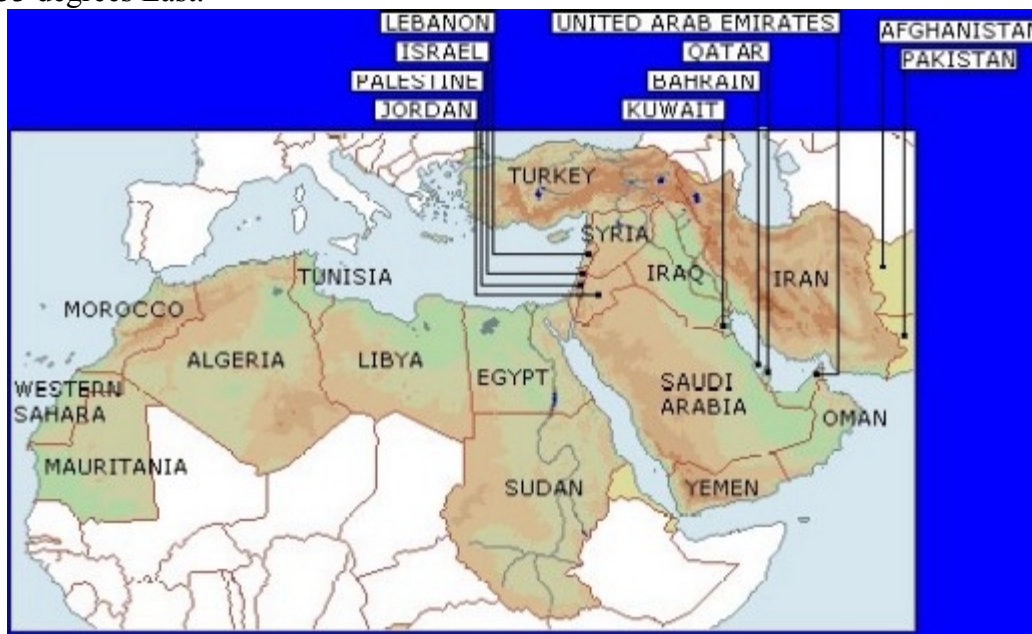 LEBANON
UNITED ARAB EMIRATES
AFGHANISTAN
ISRAEL
QATAR
PAKISTAN
PALESTINE
BAHRAIN
JORDAN
KUWAIT
TURKEY
SYRIA
TUNISIA
IRAQ
IRAN
MOROCCO
ALGERIA
LIBYA
EGYPT
SAUDI
ARABIA
WESTERN
SAHARA
OMAN
MAURITANIA
SUDAN
YEMEN